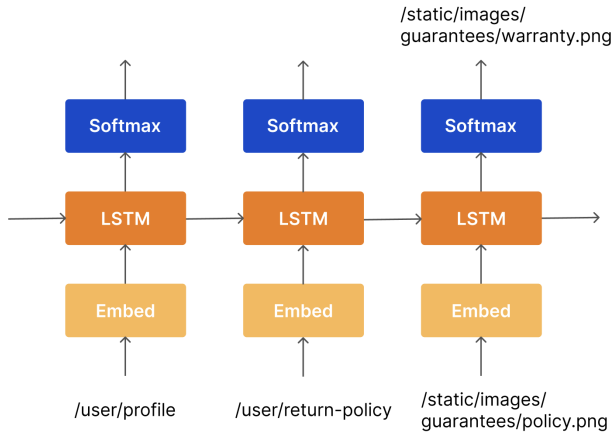 /static/images/
guarantees/warranty.png
Softmax Softmax Softmax
LSTM LSTM LSTM
Embed Embed Embed
/user/profile /user/return-policy /static/images/
guarantees/policy.png